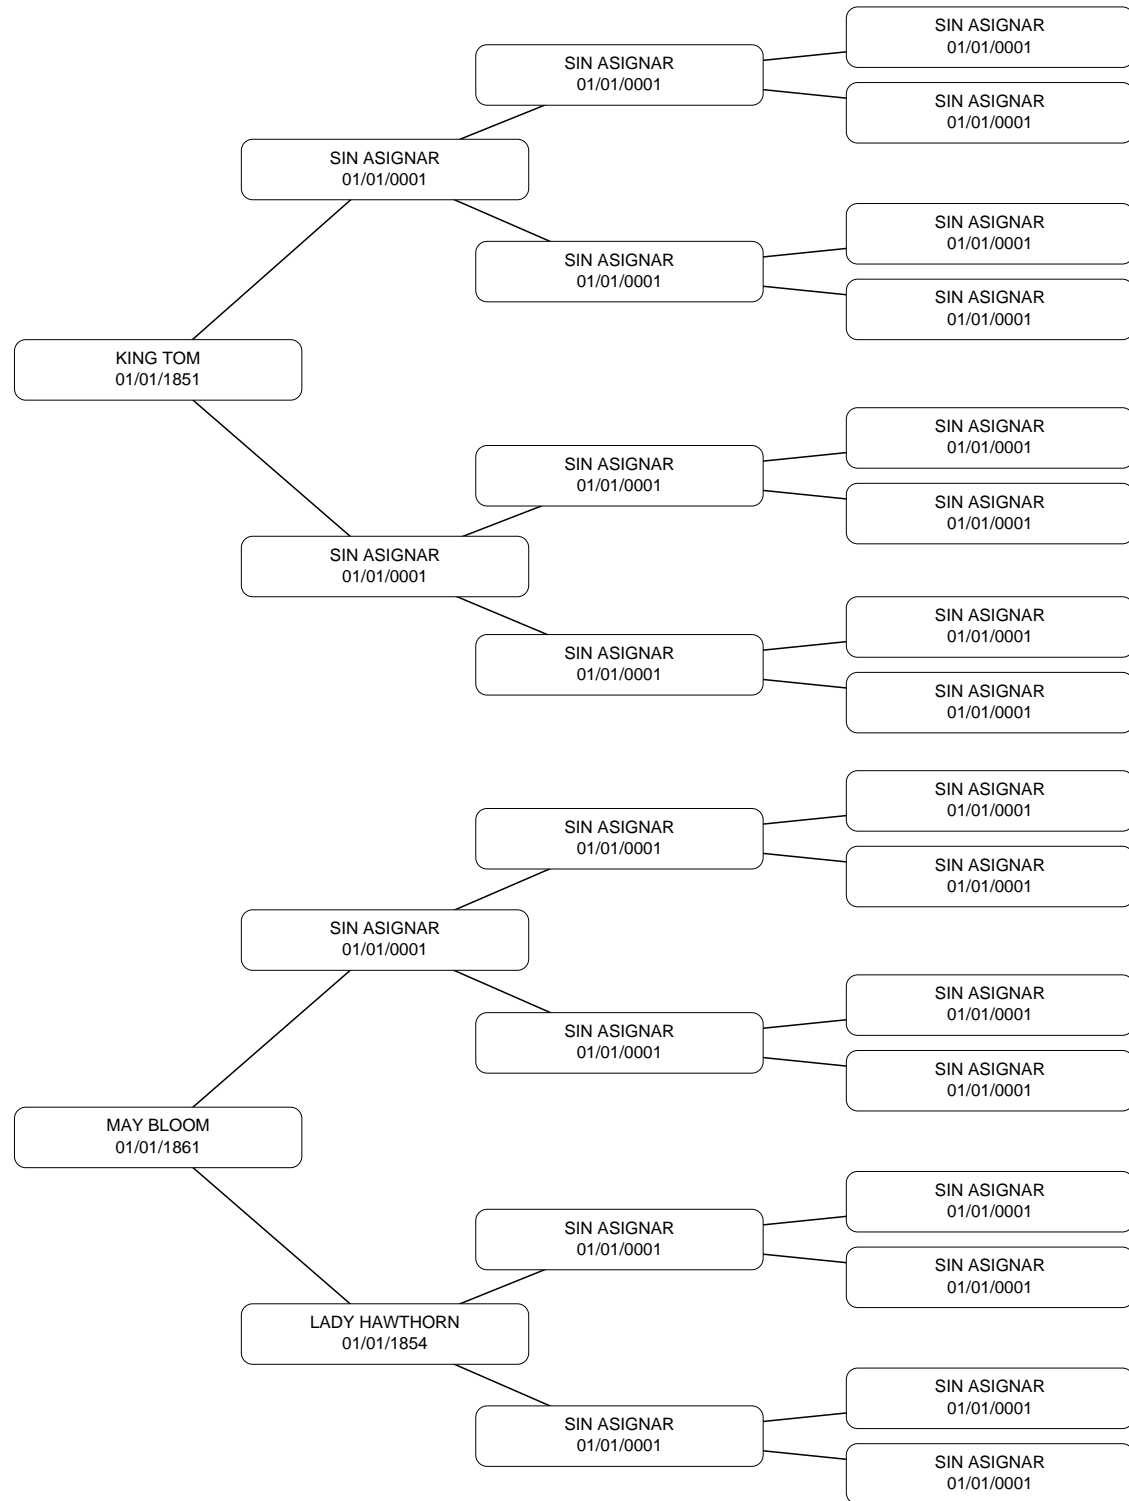 SIN ASIGNAR
01/01/0001
SIN ASIGNAR
01/01/0001
SIN ASIGNAR
01/01/0001
SIN ASIGNAR
01/01/0001
SIN ASIGNAR
01/01/0001
SIN ASIGNAR
01/01/0001
SIN ASIGNAR
01/01/0001
KING TOM
01/01/1851
SIN ASIGNAR
01/01/0001
SIN ASIGNAR
01/01/0001
SIN ASIGNAR
01/01/0001
SIN ASIGNAR
01/01/0001
SIN ASIGNAR
01/01/0001
SIN ASIGNAR
01/01/0001
SIN ASIGNAR
01/01/0001
SIN ASIGNAR
01/01/0001
SIN ASIGNAR
01/01/0001
SIN ASIGNAR
01/01/0001
SIN ASIGNAR
01/01/0001
SIN ASIGNAR
01/01/0001
SIN ASIGNAR
01/01/0001
SIN ASIGNAR
01/01/0001
MAY BLOOM
01/01/1861
SIN ASIGNAR
01/01/0001
SIN ASIGNAR
01/01/0001
SIN ASIGNAR
01/01/0001
LADY HAWTHORN
01/01/1854
SIN ASIGNAR
01/01/0001
SIN ASIGNAR
01/01/0001
SIN ASIGNAR
01/01/0001